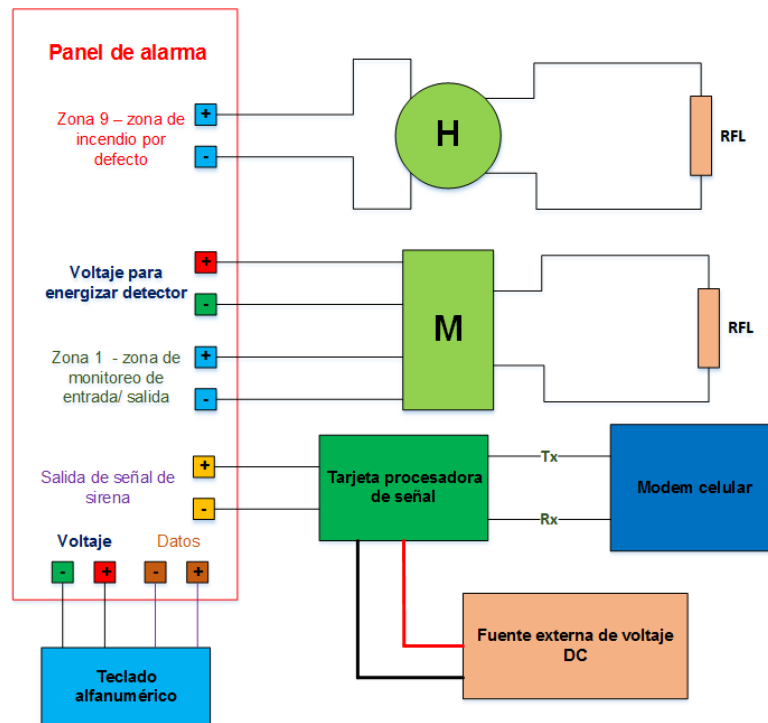 Panel de alarma
Zona 9 – zona de
incendio por
defecto
+
-
H
RFL
Voltaje para
energizar detector
+
-
M
RFL
Zona 1 - zona de
monitoreo de
entrada/ salida
+
-
Salida de señal de
sirena
+
-
Tarjeta procesadora
de señal
Tx
Rx
Modem celular
Voltaje
Datos
-
+
-
+
Teclado
alfanumérico
Fuente externa de voltaje
DC